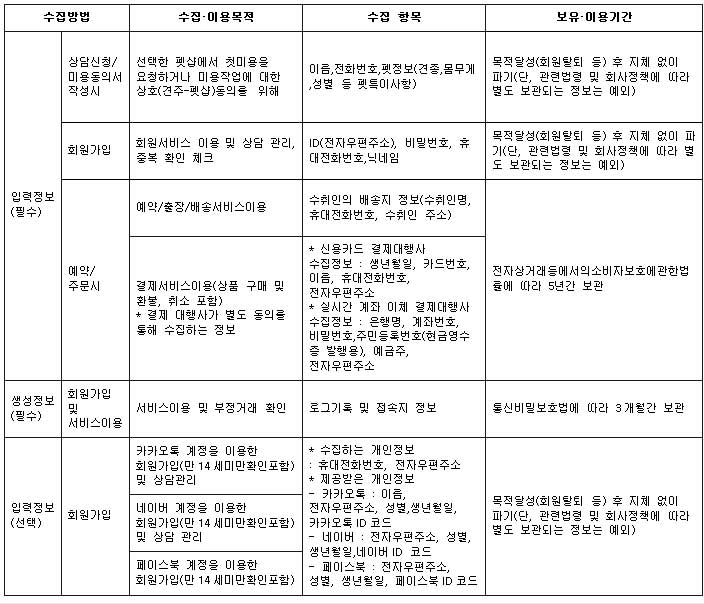 수집방법 수집·이용목적 수집 항목 보유·이용기간
입력정보
(필수)
상담신청/
미용동의서
작성시
선택한 펫샵에서 첫미용을
요청하거나 미용작업에 대한
상호(견주-펫샵)동의를 위해
이름,전화번호,펫정보(견종,몸무게
,성별 등 펫특이사항)
목적달성(회원탈퇴 등) 후 지체 없이
파기(단, 관련법령 및 회사정책에 따라
별도 보관되는 정보는 예외)
회원가입
회원서비스 이용 및 상담 관리,
중복 확인 체크
ID(전자우편주소), 비밀번호, 휴
대전화번호,닉네임
목적달성(회원탈퇴 등) 후 지체 없이 파
기(단, 관련법령 및 회사정책에 따라 별
도 보관되는 정보는 예외)
예약/
주문시
예약/출장/배송서비스이용
수취인의 배송지 정보(수취인명,
휴대전화번호, 수취인 주소)
결제서비스이용(상품 구매 및
환불, 취소 포함)
* 결제 대행사가 별도 동의를
통해 수집하는 정보
* 신용카드 결제대행사
수집정보 : 생년월일, 카드번호,
이름, 휴대전화번호,
전자우편주소
* 실시간 계좌 이체 결제대행사
수집정보 : 은행명, 계좌번호,
비밀번호,주민등록번호(현금영수
증 발행용), 예금주,
전자우편주소
전자상거래등에서의소비자보호에관한법
률에 따라 5년간 보관
생성정보
(필수)
회원가입
및
서비스이용
서비스이용 및 부정거래 확인
로그기록 및 접속지 정보
통신비밀보호법에 따라 3개월간 보관
입력정보
(선택)
회원가입
카카오톡 계정을 이용한
회원가입(만 14세미만확인포함)
및 상담관리
네이버 계정을 이용한
회원가입(만 14세미만확인포함)
및 상담 관리
페이스북 계정을 이용한
회원가입(만 14세미만확인포함)
* 수집하는 개인정보
: 휴대전화번호, 전자우편주소
* 제공받은 개인정보
- 카카오톡 : 이음,
전자우편주소, 성별,생년월일,
카카오톡 ID 코드
- 네이버 : 전자우편주소, 성별,
생년월일,네이버 ID 코드
- 페이스북 : 전자우편주소,
성별, 생년월일, 페이스북 ID 코드
목적달성(회원탈퇴 등) 후 지체 없이
파기(단, 관련법령 및 회사정책에 따라
별도 보관되는 정보는 예외)